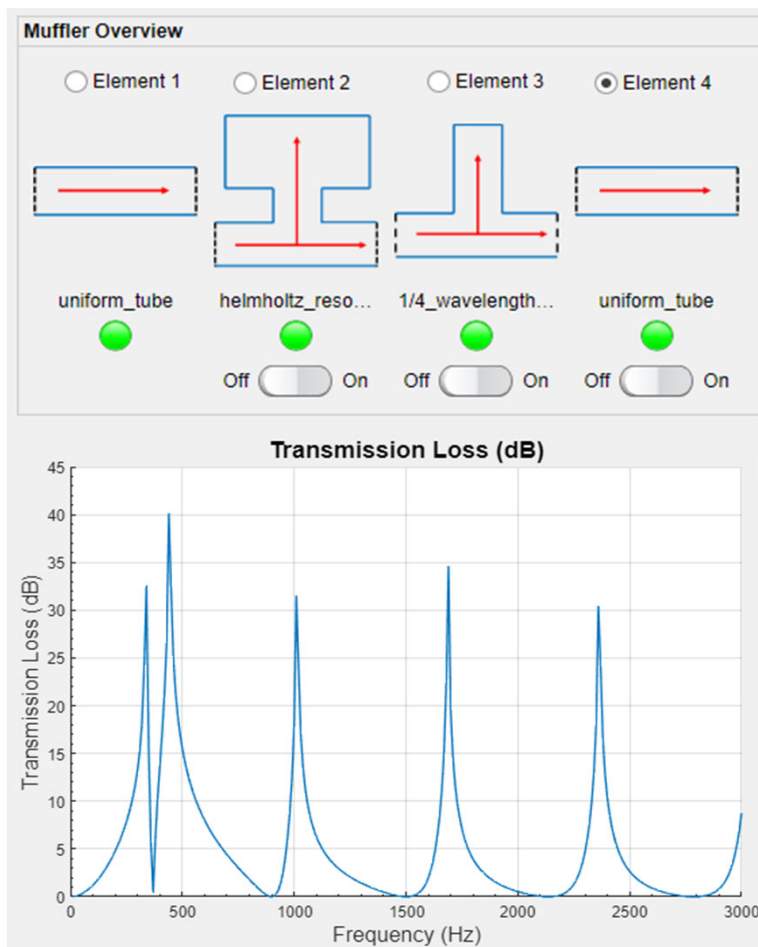 Muffler Overview
Element 1 Element 2 Element 3 Element 4
uniform_tube helmholtz_reso... 1/4_wavelength... uniform_tube
Off On Off On Off On
Transmission Loss (dB)
45
40
35
30
25
20
15
10
5
0
Transmission Loss (dB)
0 500 1000 1500 2000 2500 3000
Frequency (Hz)